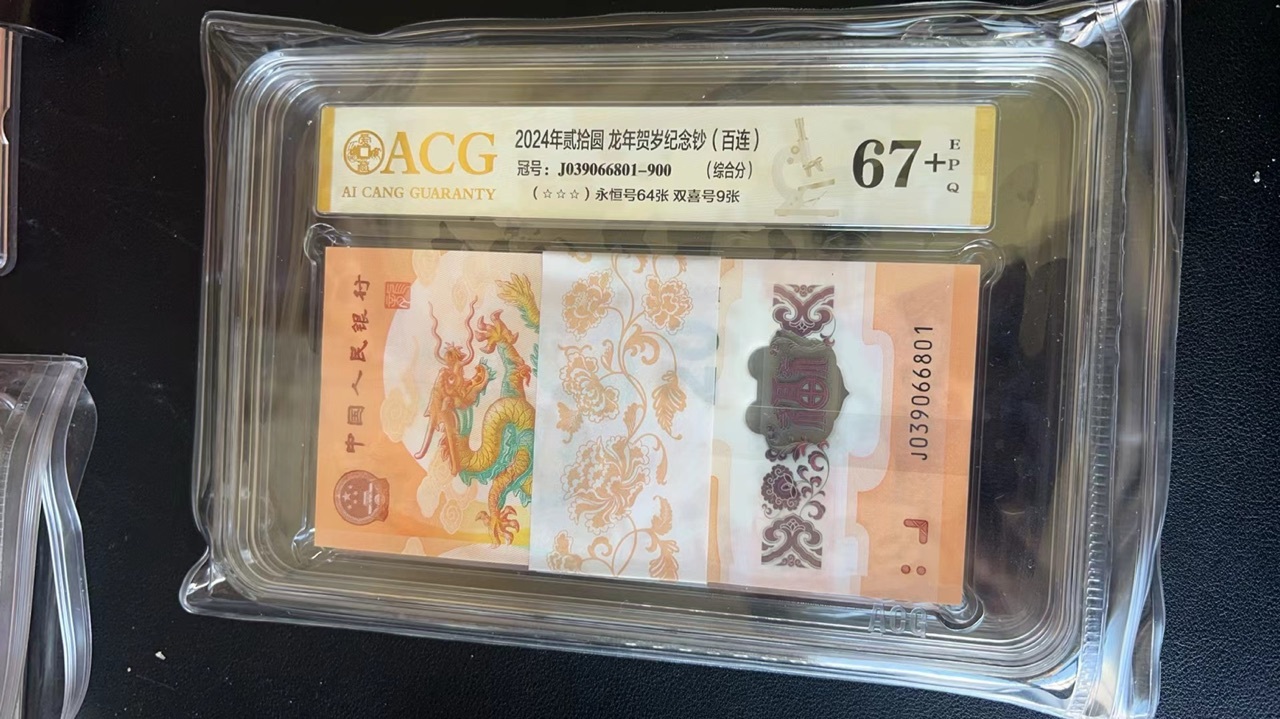 ACG
AI CANG GUARANTY
2024年贰拾圆 龙年贺岁纪念钞（百连）
冠号：J039066801-900 （综合分）
（☆☆☆）永恒号64张 双喜号9张
67+
EPQ
中国人民银行
J039066801
ACG